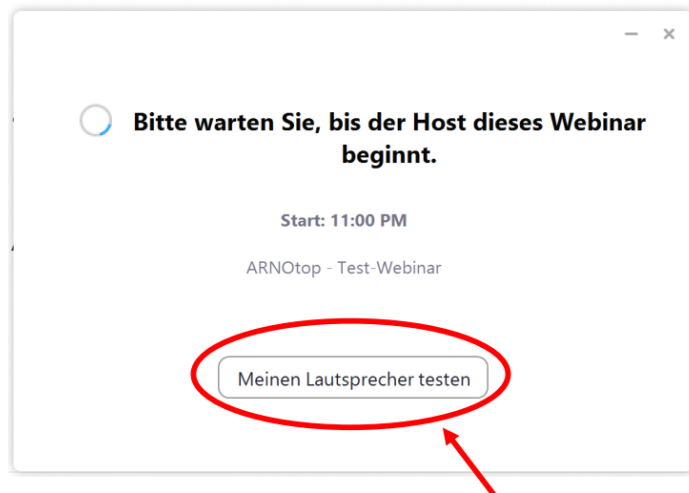 Bitte warten Sie, bis der Host dieses Webinar
beginnt.
Start: 11:00 PM
ARNOtop - Test-Webinar
Meinen Lautsprecher testen